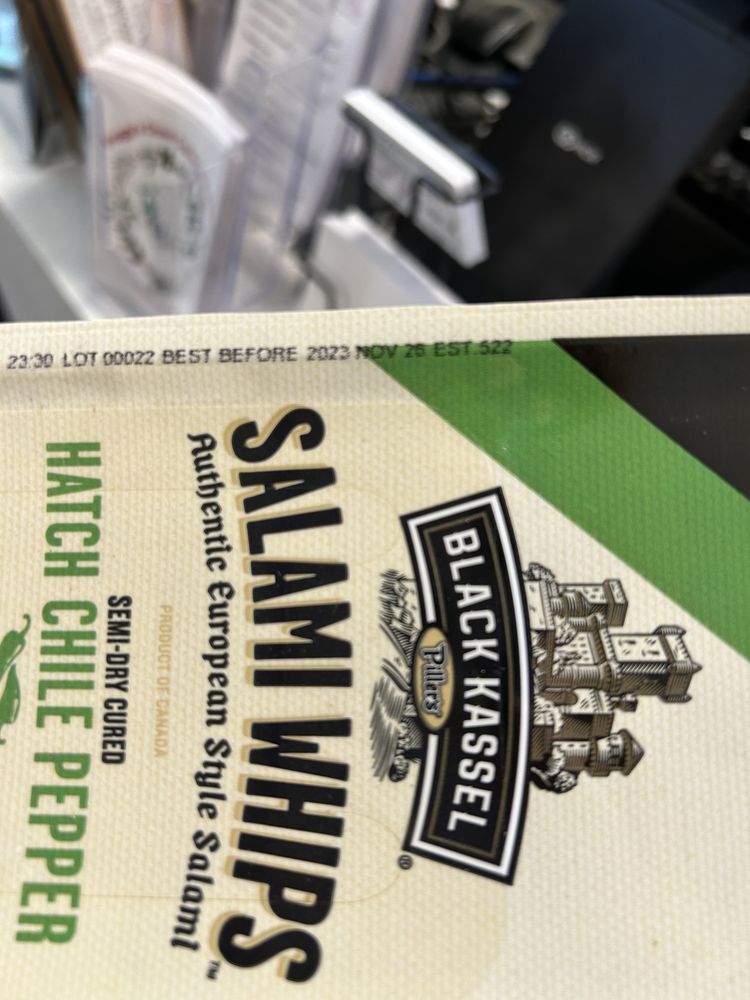 23:30 LOT 00022 BEST BEFORE 2023 NOV 26 EST.522
BLACK KASSEL
Pillers'
®
SALAMI WHIPS™
Authentic European Style Salami
PRODUCT OF CANADA
SEMI-DRY CURED
HATCH CHILE PEPPER